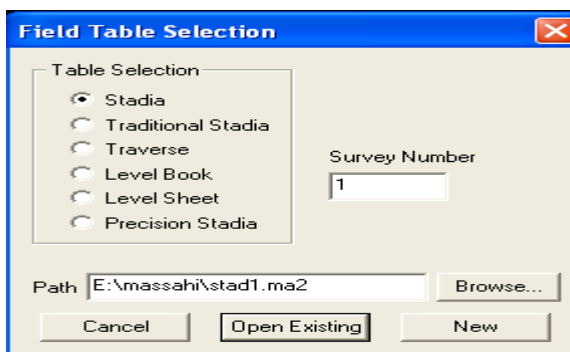 Field Table Selection
Table Selection
Stadia
Traditional Stadia
Traverse
Level Book
Level Sheet
Precision Stadia
Survey Number
1
Path E:\massahi\stad1.ma2 Browse...
Cancel Open Existing New